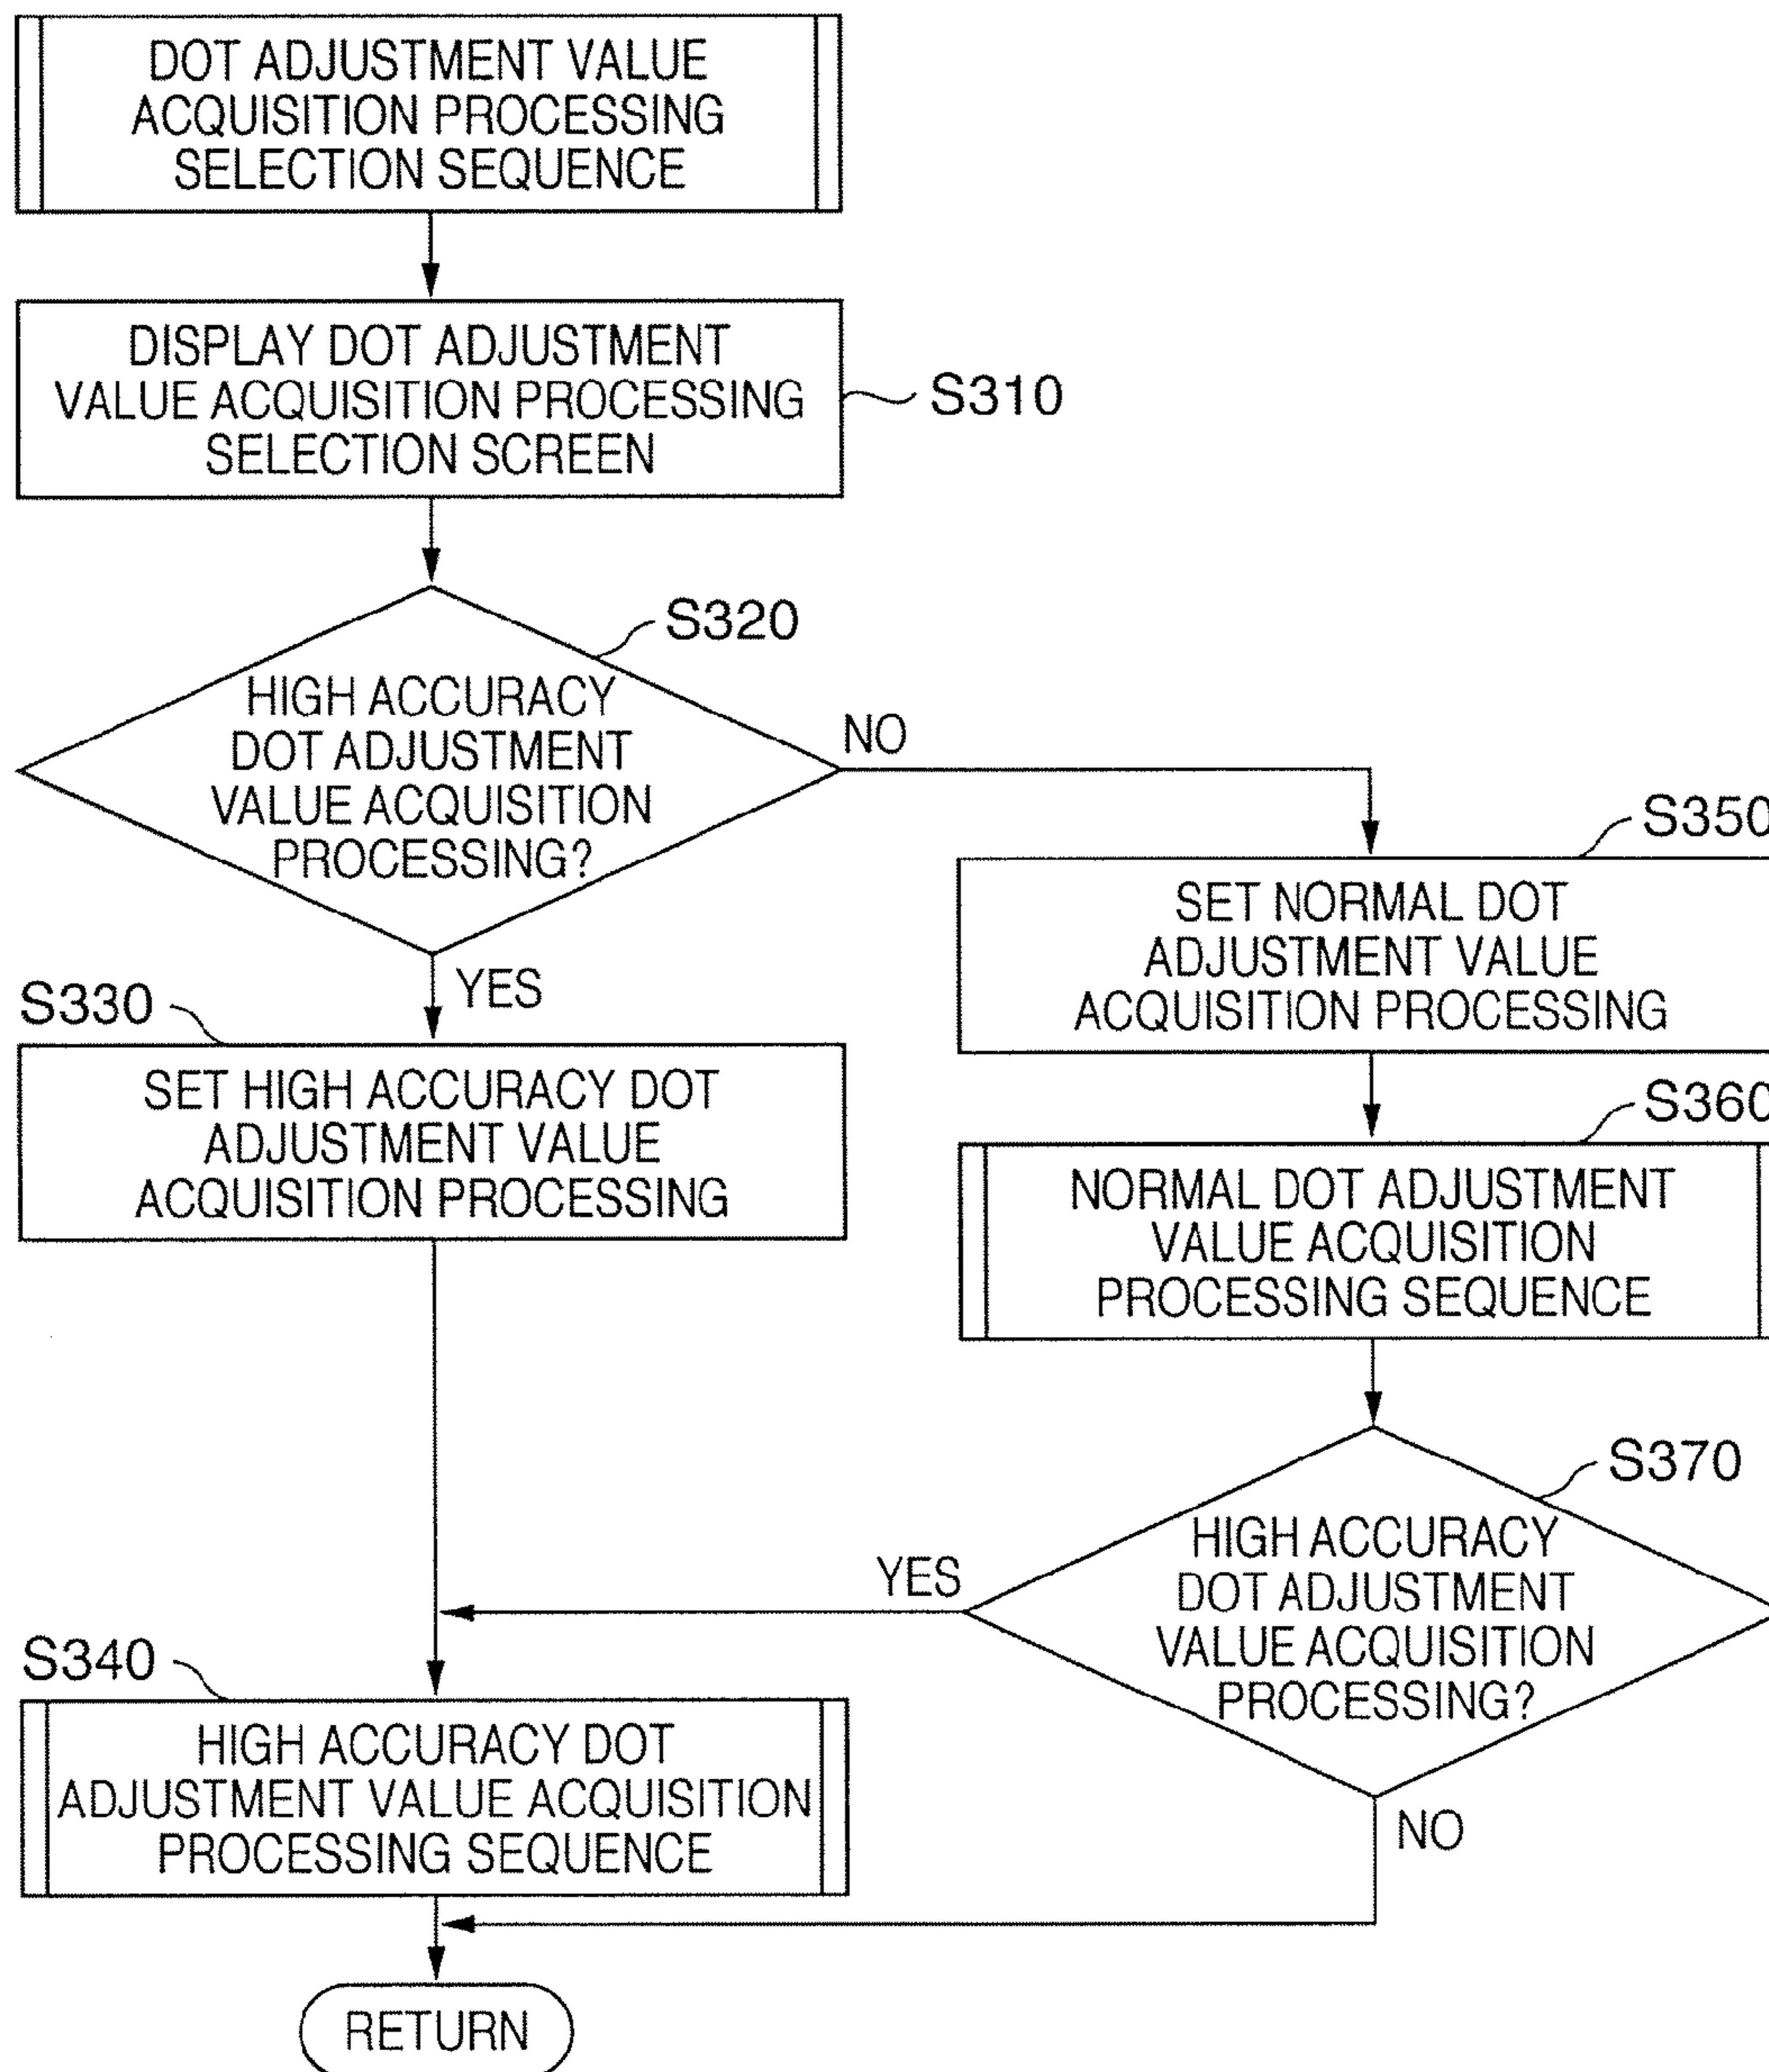 DOT ADJUSTMENT VALUE
ACQUISITION PROCESSING
SELECTION SEQUENCE
DISPLAY DOT ADJUSTMENT
VALUE ACQUISITION PROCESSING
SELECTION SCREEN
S310
S320
HIGH ACCURACY
DOT ADJUSTMENT
VALUE ACQUISITION
PROCESSING?
NO
YES
S330
SET HIGH ACCURACY DOT
ADJUSTMENT VALUE
ACQUISITION PROCESSING
S350
SET NORMAL DOT
ADJUSTMENT VALUE
ACQUISITION PROCESSING
S360
NORMAL DOT ADJUSTMENT
VALUE ACQUISITION
PROCESSING SEQUENCE
S370
HIGH ACCURACY
DOT ADJUSTMENT
VALUE ACQUISITION
PROCESSING?
YES
NO
S340
HIGH ACCURACY DOT
ADJUSTMENT VALUE ACQUISITION
PROCESSING SEQUENCE
RETURN